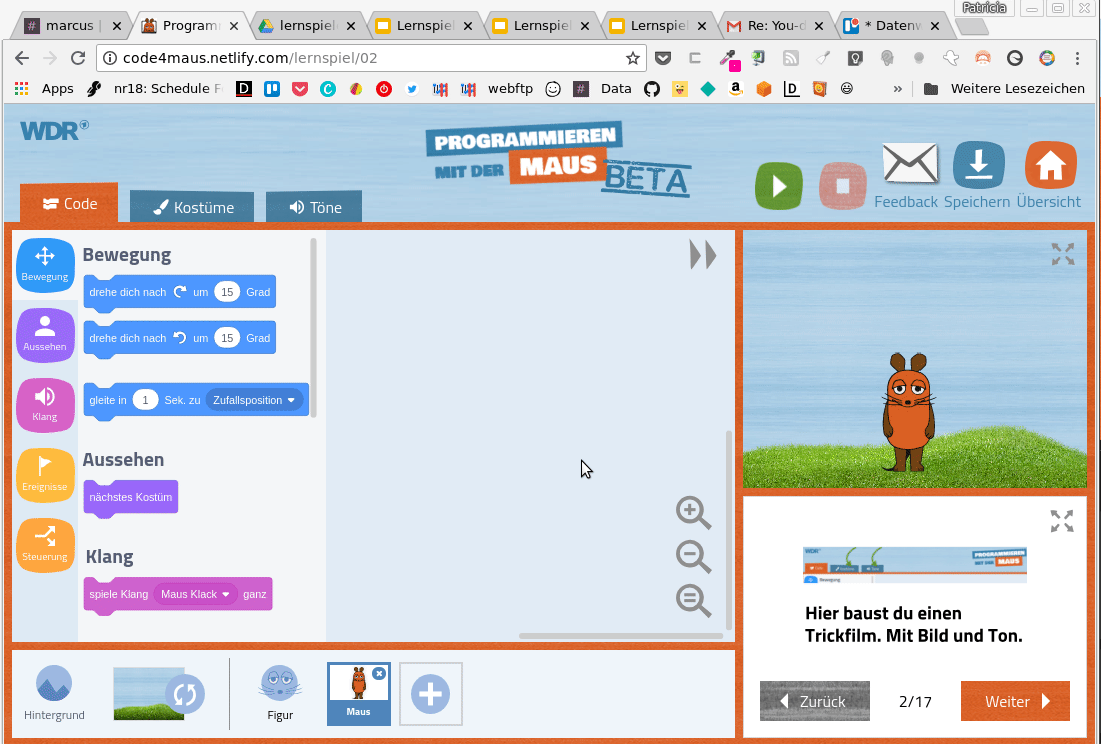 Patricia
marcus |
Programm
lernspiel
Lernspiel
Lernspiel
Lernspiel
Re: You-d
* Datenw
code4maus.netlify.com/lernspiel/02
Apps
nr18: Schedule F
webftp
Data
»
Weitere Lesezeichen
WDR
PROGRAMMIEREN
MIT DER MAUS
BETA
Code
Kostüme
Töne
Feedback
Speichern
Übersicht
Bewegung
Aussehen
Klang
Ereignisse
Steuerung
Bewegung
drehe dich nach um 15 Grad
drehe dich nach um 15 Grad
gleite in 1 Sek. zu Zufallsposition
Aussehen
nächstes Kostüm
Klang
spiele Klang Maus Klack ganz
PROGRAMMIEREN
MIT DER MAUS
Hier baust du einen
Trickfilm. Mit Bild und Ton.
Zurück
2/17
Weiter
Hintergrund
Figur
Maus